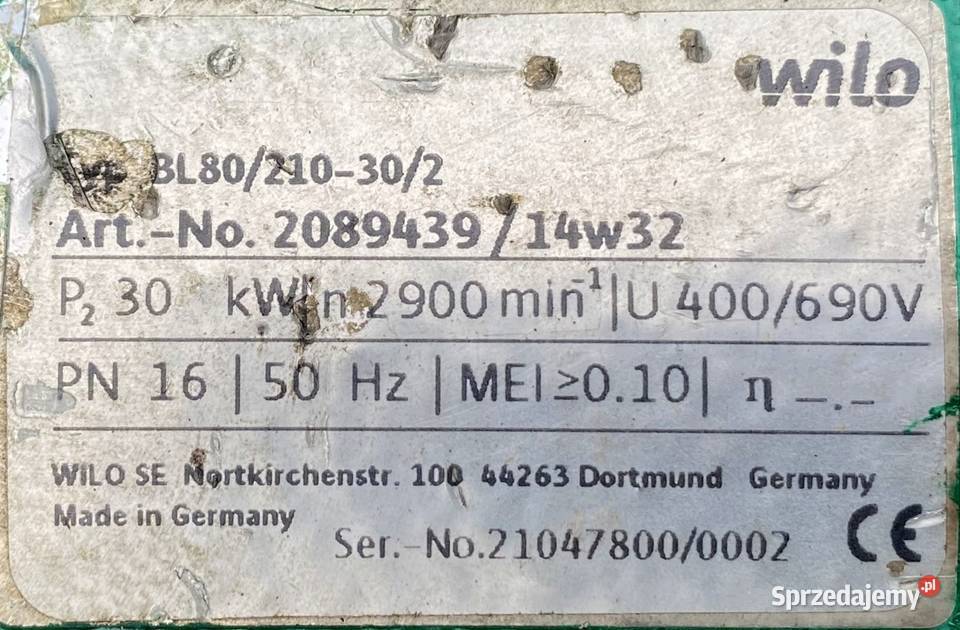 wilo
BL80/210-30/2
Art.-No. 2089439/14w32
P₂ 30 kW|n 2900 min⁻¹|U 400/690V
PN 16 | 50 Hz |MEI ≥0.10| η _._
WILO SE Nortkirchenstr. 100 44263 Dortmund Germany
Made in Germany
Ser.-No.21047800/0002 CE
Sprzedajemy.pl